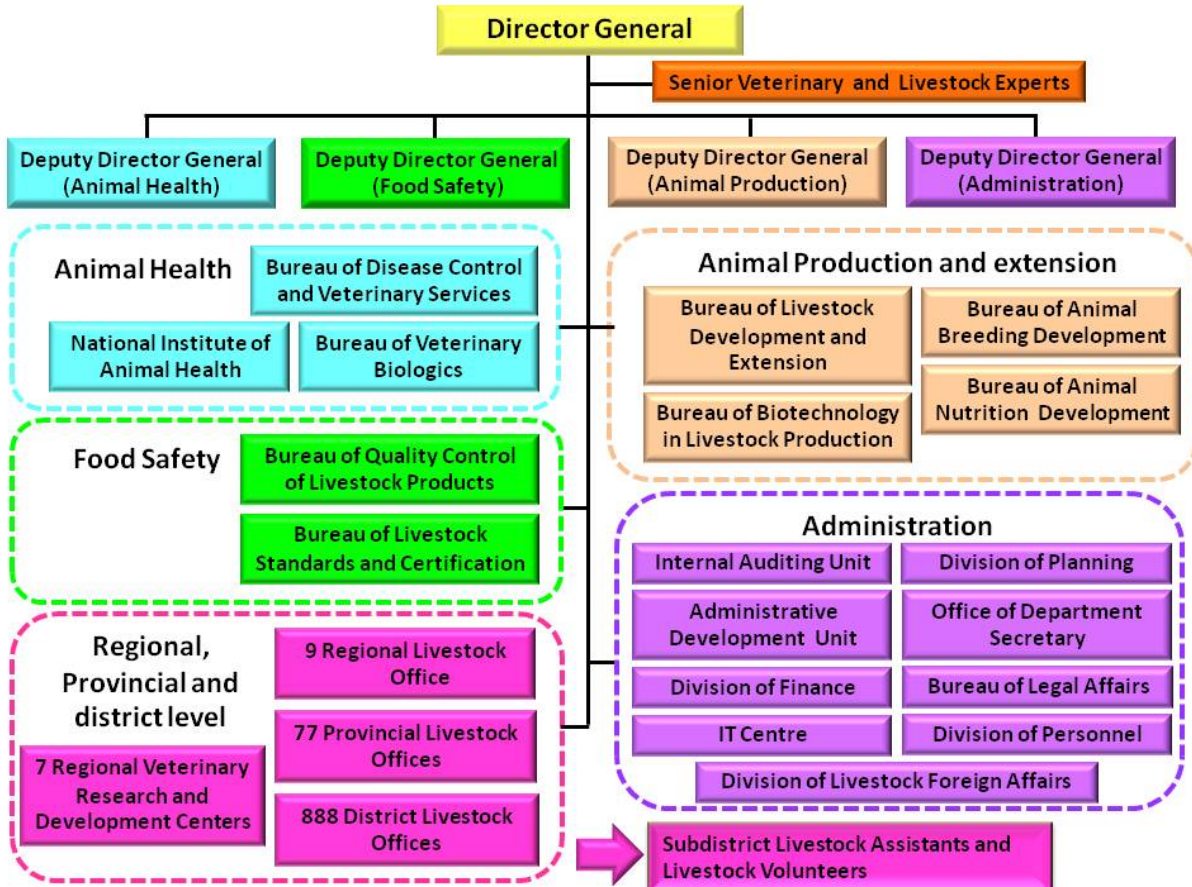 Director General
Senior Veterinary and Livestock Experts
Deputy Director General
(Animal Health)
Deputy Director General
(Food Safety)
Deputy Director General
(Animal Production)
Deputy Director General
(Administration)
Animal Health
Bureau of Disease Control
and Veterinary Services
National Institute of
Animal Health
Bureau of Veterinary
Biologics
Food Safety
Bureau of Quality Control
of Livestock Products
Bureau of Livestock
Standards and Certification
Regional,
Provincial and
district level
9 Regional Livestock
Office
77 Provincial Livestock
Offices
7 Regional Veterinary
Research and
Development Centers
888 District Livestock
Offices
Animal Production and extension
Bureau of Livestock
Development and
Extension
Bureau of Animal
Breeding Development
Bureau of Biotechnology
in Livestock Production
Bureau of Animal
Nutrition Development
Administration
Internal Auditing Unit
Division of Planning
Administrative
Development Unit
Office of Department
Secretary
Division of Finance
Bureau of Legal Affairs
IT Centre
Division of Personnel
Division of Livestock Foreign Affairs
Subdistrict Livestock Assistants and
Livestock Volunteers